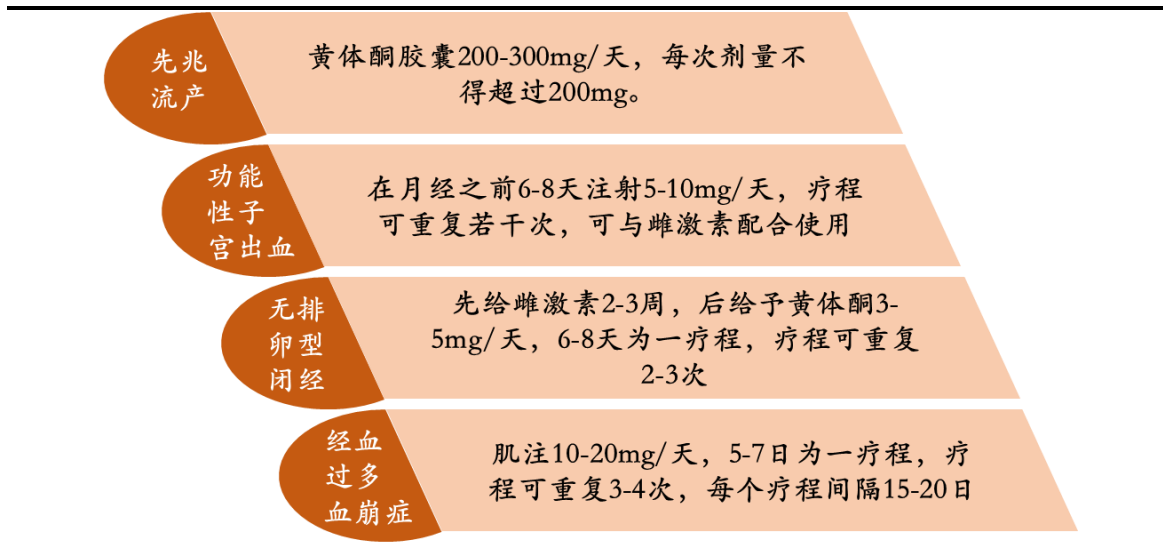 先兆
流产
黄体酮胶囊200-300mg/天，每次剂量不
得超过200mg。
功能
性子
宫出血
在月经之前6-8天注射5-10mg/天，疗程
可重复若干次，可与雌激素配合使用
无排
卵型
闭经
先给雌激素2-3周，后给予黄体酮3-
5mg/天，6-8天为一疗程，疗程可重复
2-3次
经血
过多
血崩症
肌注10-20mg/天，5-7日为一疗程，疗
程可重复3-4次，每个疗程间隔15-20日